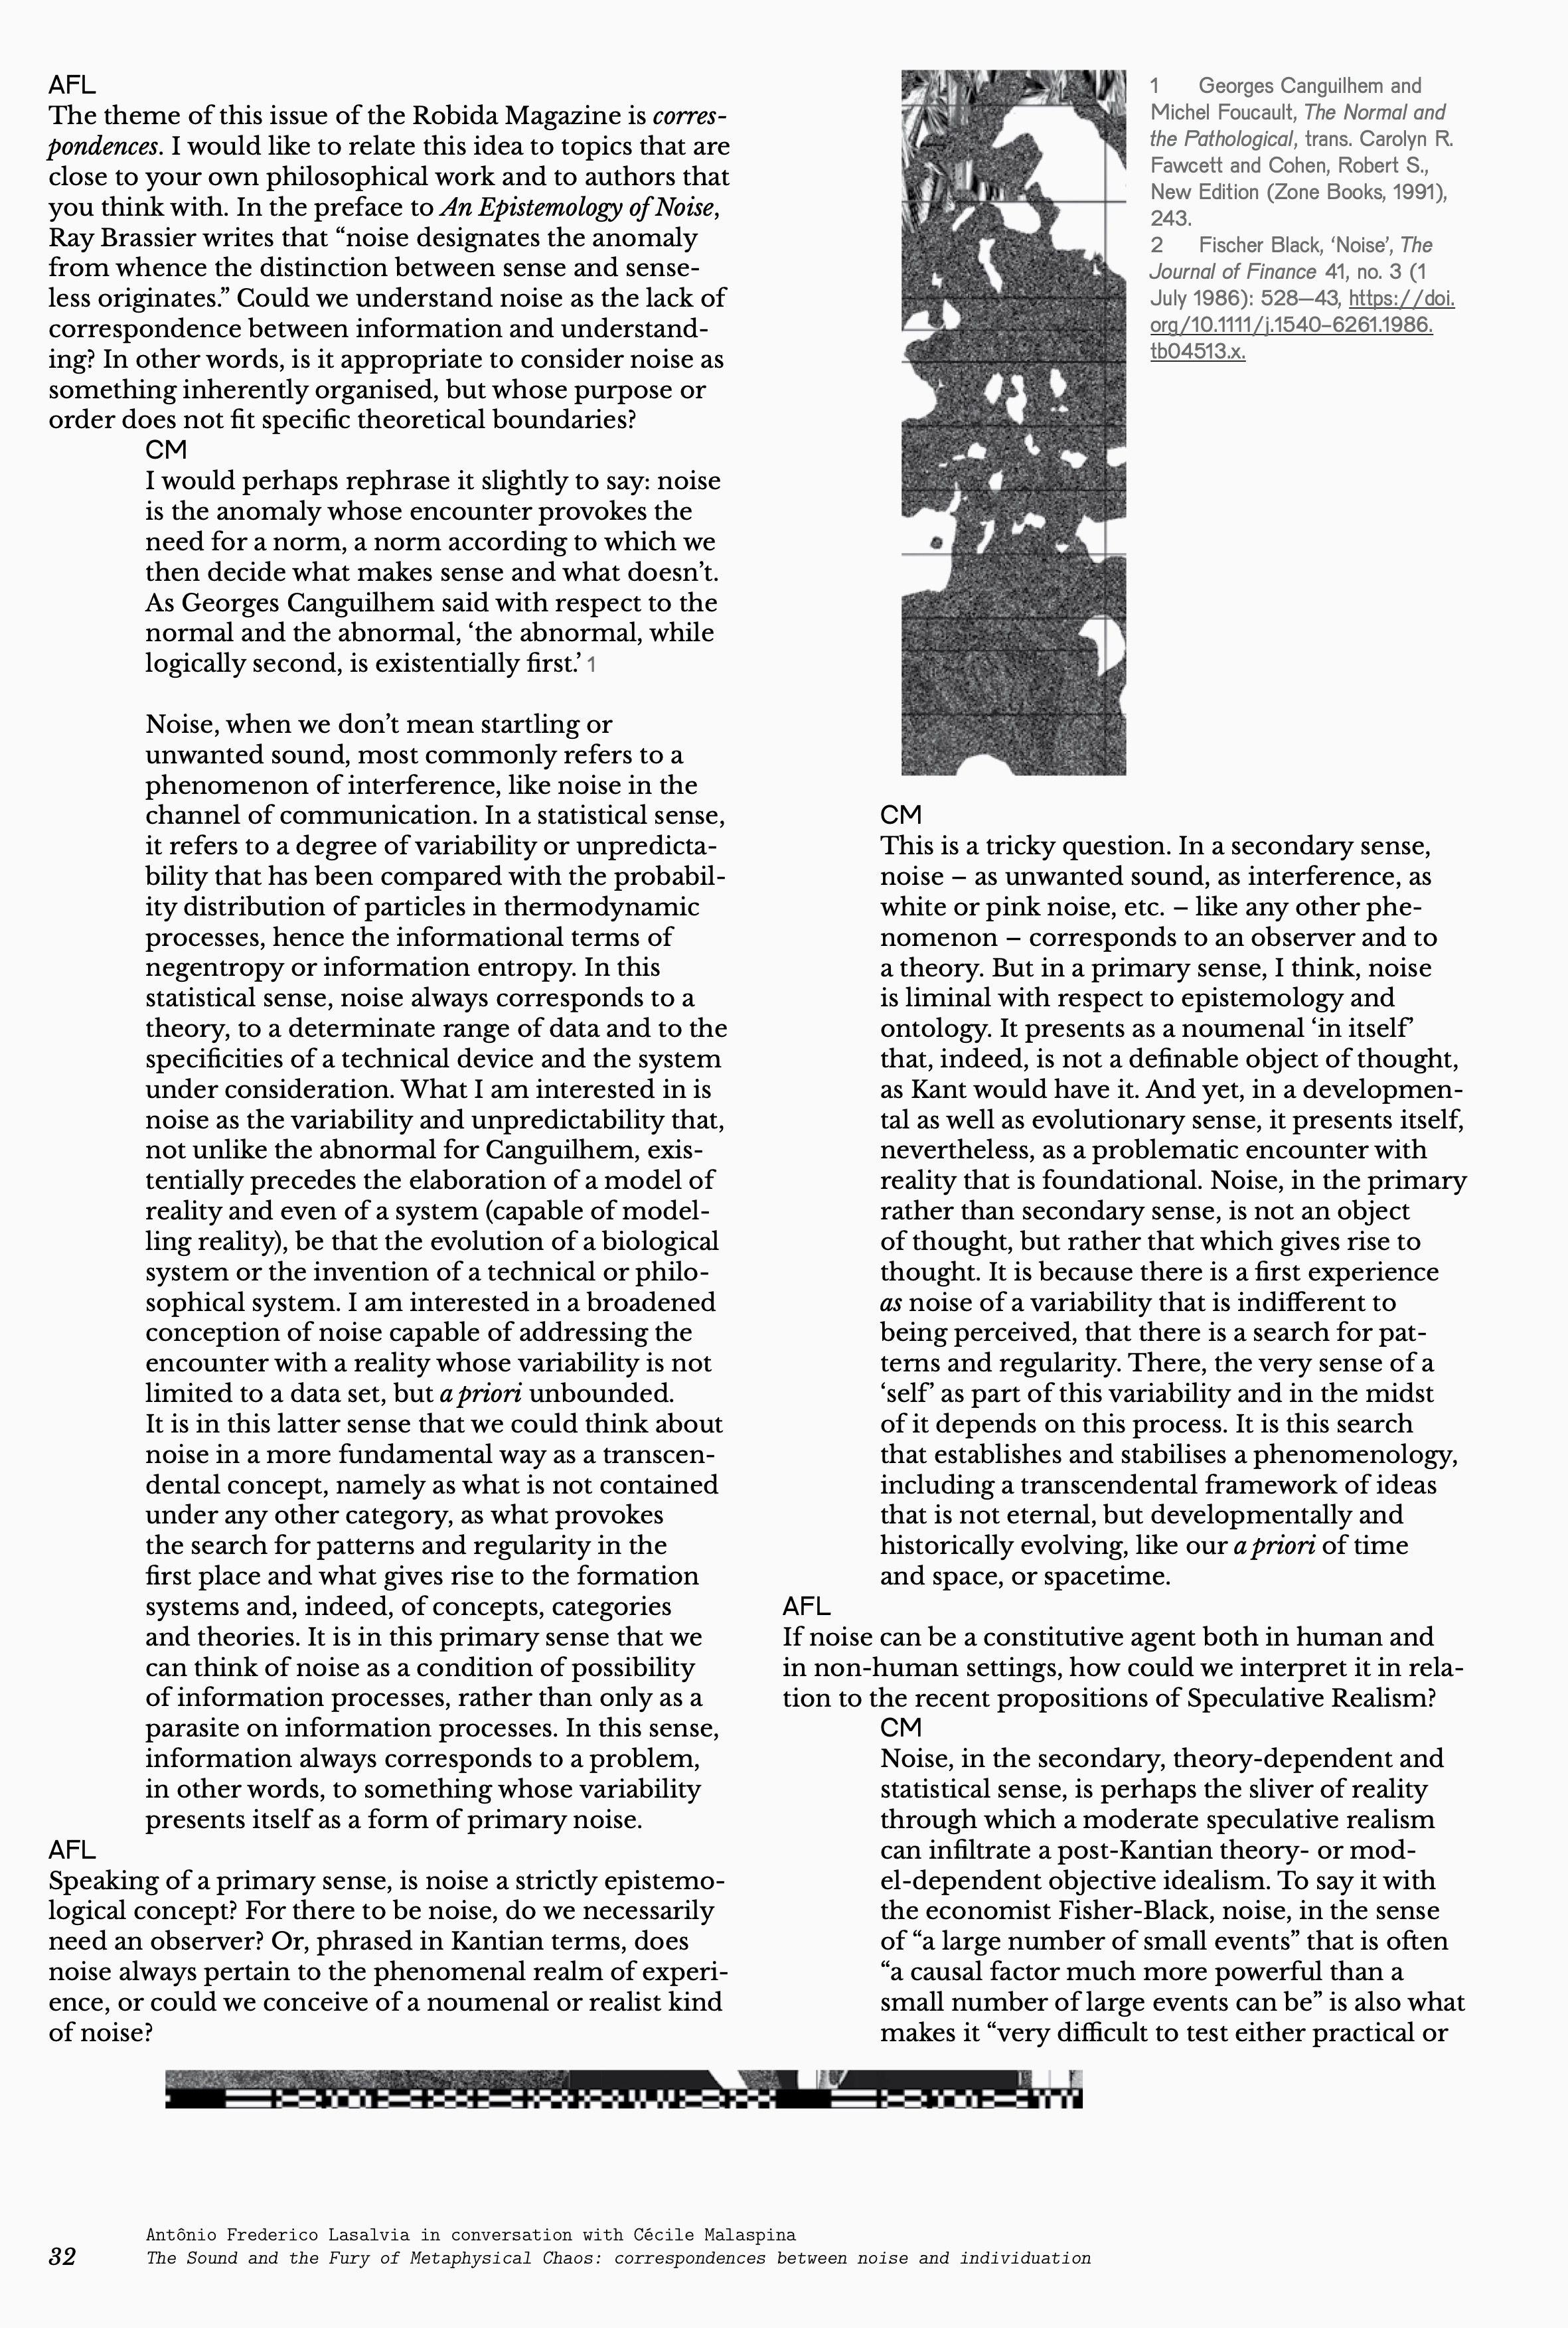 AFL
The theme of this issue of the Robida Magazine is corres-
pondences. I would like to relate this idea to topics that are
close to your own philosophical work and to authors that
you think with. In the preface to An Epistemology of Noise,
Ray Brassier writes that “noise designates the anomaly
from whence the distinction between sense and sense-
less originates.” Could we understand noise as the lack of
correspondence between information and understand-
ing? In other words, is it appropriate to consider noise as
something inherently organised, but whose purpose or
order does not fit specific theoretical boundaries?
CM
I would perhaps rephrase it slightly to say: noise
is the anomaly whose encounter provokes the
need for a norm, a norm according to which we
then decide what makes sense and what doesn’t.
As Georges Canguilhem said with respect to the
normal and the abnormal, ‘the abnormal, while
logically second, is existentially first.’ 1
Noise, when we don’t mean startling or
unwanted sound, most commonly refers to a
phenomenon of interference, like noise in the
channel of communication. In a statistical sense,
it refers to a degree of variability or unpredicta-
bility that has been compared with the probabil-
ity distribution of particles in thermodynamic
processes, hence the informational terms of
negentropy or information entropy. In this
statistical sense, noise always corresponds to a
theory, to a determinate range of data and to the
specificities of a technical device and the system
under consideration. What I am interested in is
noise as the variability and unpredictability that,
not unlike the abnormal for Canguilhem, exis-
tentially precedes the elaboration of a model of
reality and even of a system (capable of model-
ling reality), be that the evolution of a biological
system or the invention of a technical or philo-
sophical system. I am interested in a broadened
conception of noise capable of addressing the
encounter with a reality whose variability is not
limited to a data set, but a priori unbounded.
It is in this latter sense that we could think about
noise in a more fundamental way as a transcen-
dental concept, namely as what is not contained
under any other category, as what provokes
the search for patterns and regularity in the
first place and what gives rise to the formation
systems and, indeed, of concepts, categories
and theories. It is in this primary sense that we
can think of noise as a condition of possibility
of information processes, rather than only as a
parasite on information processes. In this sense,
information always corresponds to a problem,
in other words, to something whose variability
presents itself as a form of primary noise.
AFL
Speaking of a primary sense, is noise a strictly epistemo-
logical concept? For there to be noise, do we necessarily
need an observer? Or, phrased in Kantian terms, does
noise always pertain to the phenomenal realm of experi-
ence, or could we conceive of a noumenal or realist kind
of noise?
1 Georges Canguilhem and
Michel Foucault, The Normal and
the Pathological, trans. Carolyn R.
Fawcett and Cohen, Robert S.,
New Edition (Zone Books, 1991),
243.
2 Fischer Black, ‘Noise’, The
Journal of Finance 41, no. 3 (1
July 1986): 528—43, https://doi.
org/10.1111/j.1540–6261.1986.
tb04513.x.
CM
This is a tricky question. In a secondary sense,
noise – as unwanted sound, as interference, as
white or pink noise, etc. – like any other phe-
nomenon – corresponds to an observer and to
a theory. But in a primary sense, I think, noise
is liminal with respect to epistemology and
ontology. It presents as a noumenal ‘in itself’
that, indeed, is not a definable object of thought,
as Kant would have it. And yet, in a developmen-
tal as well as evolutionary sense, it presents itself,
nevertheless, as a problematic encounter with
reality that is foundational. Noise, in the primary
rather than secondary sense, is not an object
of thought, but rather that which gives rise to
thought. It is because there is a first experience
as noise of a variability that is indifferent to
being perceived, that there is a search for pat-
terns and regularity. There, the very sense of a
‘self’ as part of this variability and in the midst
of it depends on this process. It is this search
that establishes and stabilises a phenomenology,
including a transcendental framework of ideas
that is not eternal, but developmentally and
historically evolving, like our a priori of time
and space, or spacetime.
AFL
If noise can be a constitutive agent both in human and
in non-human settings, how could we interpret it in rela-
tion to the recent propositions of Speculative Realism?
CM
Noise, in the secondary, theory-dependent and
statistical sense, is perhaps the sliver of reality
through which a moderate speculative realism
can infiltrate a post-Kantian theory- or mod-
el-dependent objective idealism. To say it with
the economist Fisher-Black, noise, in the sense
of “a large number of small events” that is often
“a causal factor much more powerful than a
small number of large events can be” is also what
makes it “very difficult to test either practical or
32
Antônio Frederico Lasalvia in conversation with Cécile Malaspina
The Sound and the Fury of Metaphysical Chaos: correspondences between noise and individuation